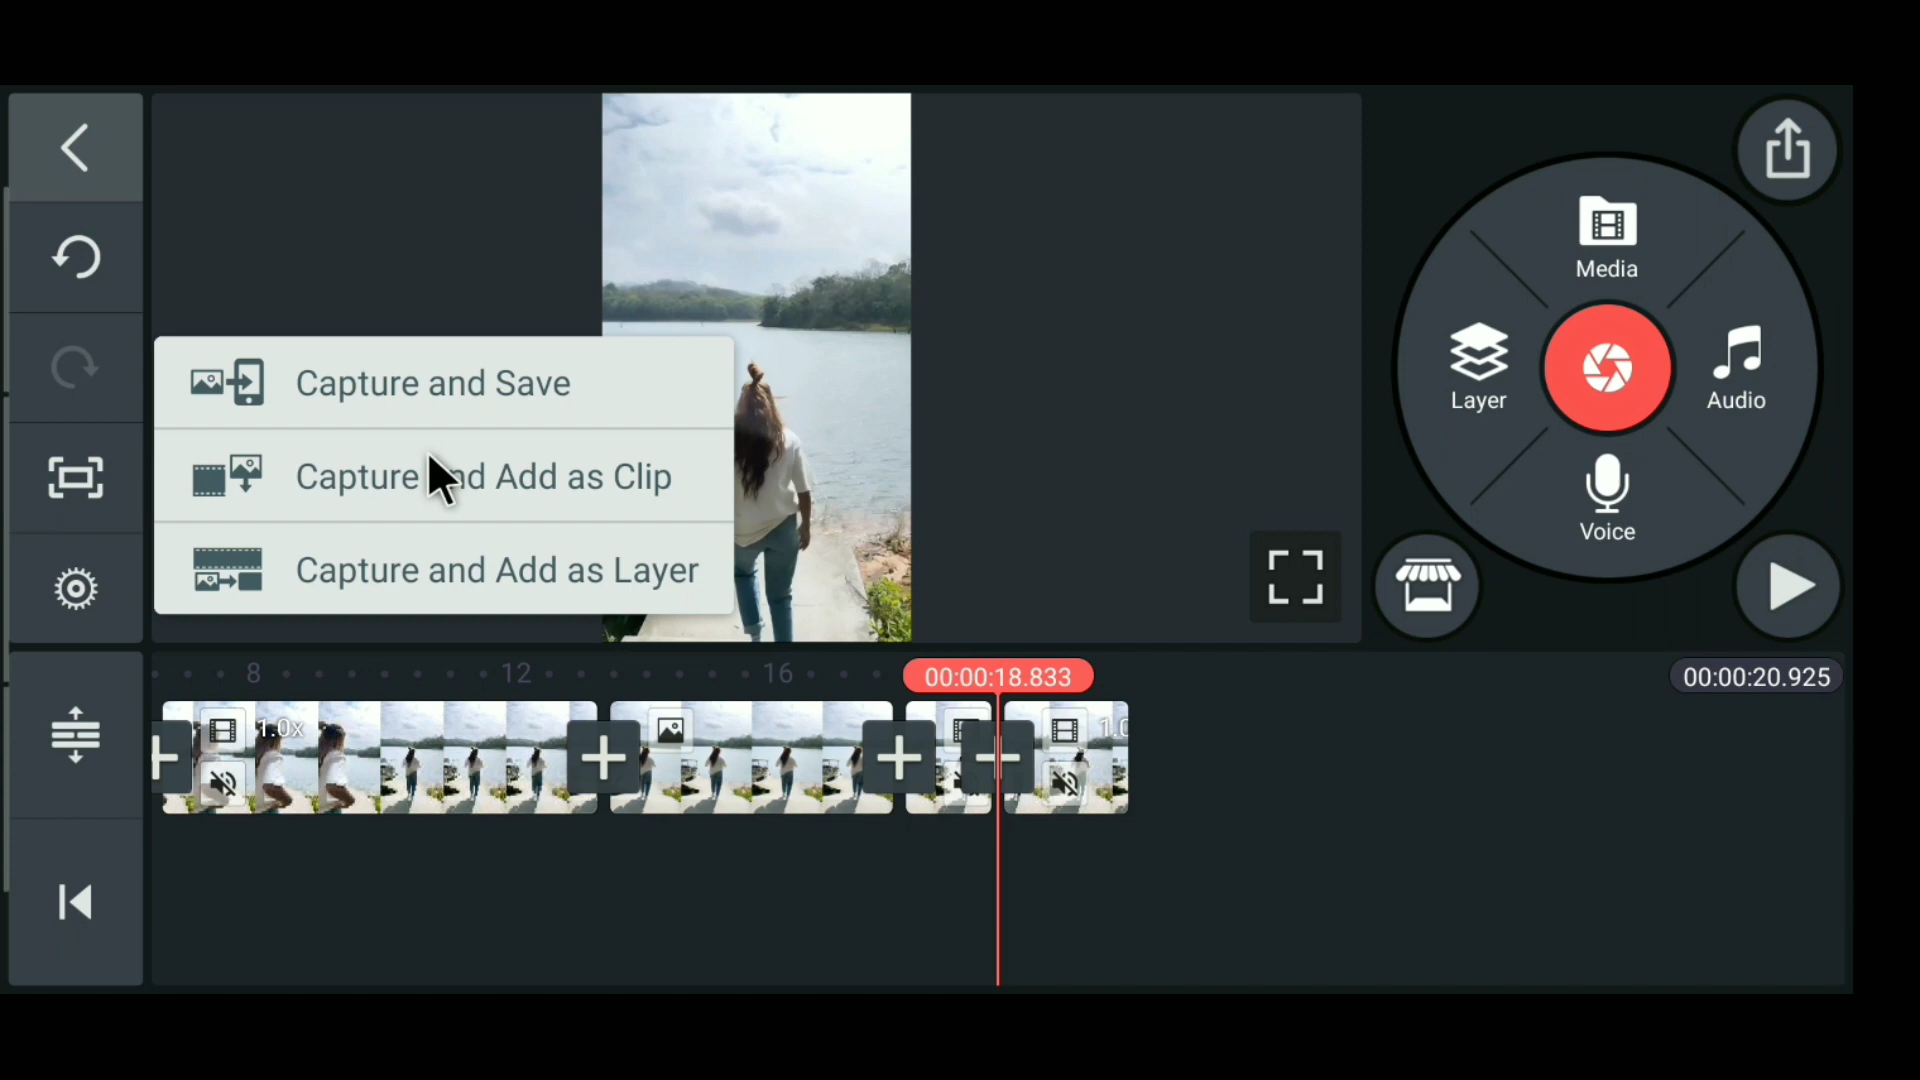 Media
Layer
Audio
Voice
Capture and Save
Capture and Add as Clip
Capture and Add as Layer
8
12
16
00:00:18.833
00:00:20.925
1.0x